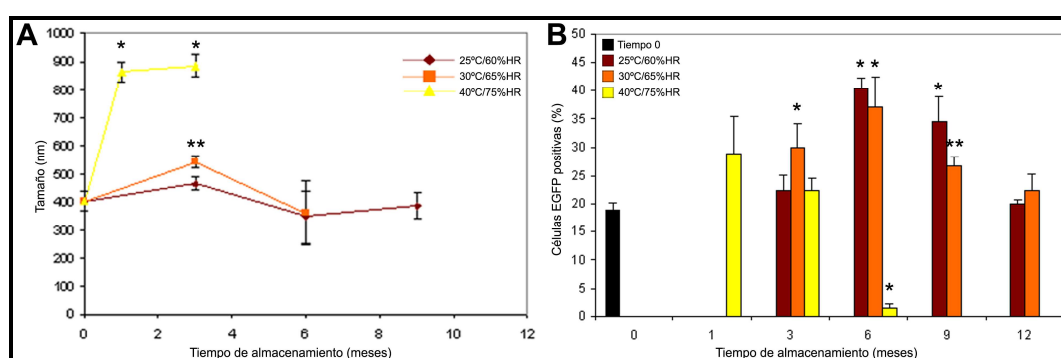 A
1000
900
800
700
600
500
400
300
200
100
0
Tamaño (nm)
* *
**
25ºC/60%HR
30ºC/65%HR
40ºC/75%HR
0 2 4 6 8 10 12
Tiempo de almacenamiento (meses)
B
50
45
40
35
30
25
20
15
10
5
0
Células EGFP positivas (%)
Tiempo 0
25ºC/60%HR
30ºC/65%HR
40ºC/75%HR
*
* *
*
*
**
0 1 3 6 9 12
Tiempo de almacenamiento (meses)